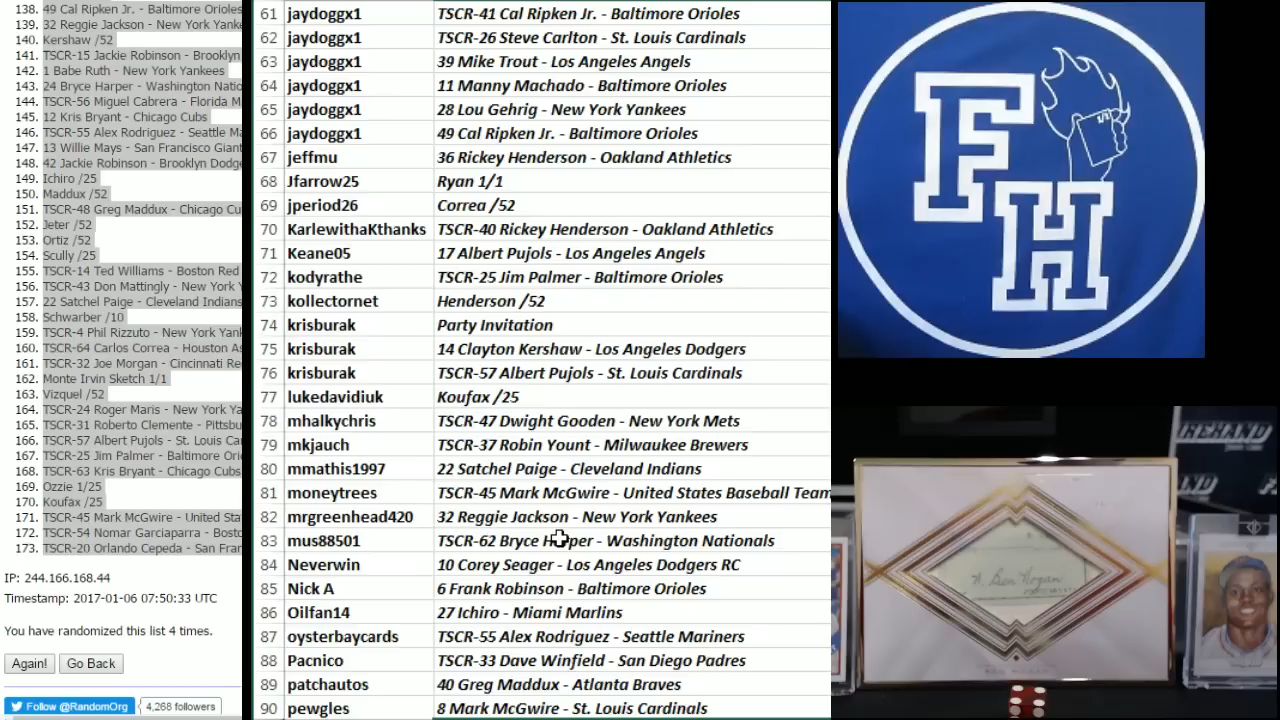 138. 49 Cal Ripken Jr. - Baltimore Orioles
139. 32 Reggie Jackson - New York Yanke
140. Kershaw /52
141. TSCR-15 Jackie Robinson - Brooklyn
142. 1 Babe Ruth - New York Yankees
143. 24 Bryce Harper - Washington Natio
144. TSCR-56 Miguel Cabrera - Florida M
145. 12 Kris Bryant - Chicago Cubs
146. TSCR-55 Alex Rodriguez - Seattle Ma
147. 13 Willie Mays - San Francisco Giant
148. 42 Jackie Robinson - Brooklyn Dodge
149. Ichiro /25
150. Maddux /52
151. TSCR-48 Greg Maddux - Chicago Cu
152. Jeter /52
153. Ortiz /52
154. Scully /25
155. TSCR-14 Ted Williams - Boston Red
156. TSCR-43 Don Mattingly - New York Y
157. 22 Satchel Paige - Cleveland Indians
158. Schwarber /10
159. TSCR-4 Phil Rizzuto - New York Yank
160. TSCR-64 Carlos Correa - Houston As
161. TSCR-32 Joe Morgan - Cincinnati Re
162. Monte Irvin Sketch 1/1
163. Vizquel /52
164. TSCR-24 Roger Maris - New York Ya
165. TSCR-31 Roberto Clemente - Pittsbu
166. TSCR-57 Albert Pujols - St. Louis Ca
167. TSCR-25 Jim Palmer - Baltimore Ori
168. TSCR-63 Kris Bryant - Chicago Cubs
169. Ozzie 1/25
170. Koufax /25
171. TSCR-45 Mark McGwire - United Sta
172. TSCR-54 Nomar Garciaparra - Bosto
173. TSCR-20 Orlando Cepeda - San Fran
IP: 244.166.168.44
Timestamp: 2017-01-06 07:50:33 UTC
You have randomized this list 4 times.
Again! Go Back
Follow @RandomOrg 4,268 followers
61 jaydoggx1 TSCR-41 Cal Ripken Jr. - Baltimore Orioles
62 jaydoggx1 TSCR-26 Steve Carlton - St. Louis Cardinals
63 jaydoggx1 39 Mike Trout - Los Angeles Angels
64 jaydoggx1 11 Manny Machado - Baltimore Orioles
65 jaydoggx1 28 Lou Gehrig - New York Yankees
66 jaydoggx1 49 Cal Ripken Jr. - Baltimore Orioles
67 jeffmu 36 Rickey Henderson - Oakland Athletics
68 Jfarrow25 Ryan 1/1
69 jperiod26 Correa /52
70 KarlewithaKthanks TSCR-40 Rickey Henderson - Oakland Athletics
71 Keane05 17 Albert Pujols - Los Angeles Angels
72 kodyrathe TSCR-25 Jim Palmer - Baltimore Orioles
73 kollectornet Henderson /52
74 krisburak Party Invitation
75 krisburak 14 Clayton Kershaw - Los Angeles Dodgers
76 krisburak TSCR-57 Albert Pujols - St. Louis Cardinals
77 lukedavidiuk Koufax /25
78 mhalkychris TSCR-47 Dwight Gooden - New York Mets
79 mkjauch TSCR-37 Robin Yount - Milwaukee Brewers
80 mmathis1997 22 Satchel Paige - Cleveland Indians
81 moneytrees TSCR-45 Mark McGwire - United States Baseball Team
82 mrgreenhead420 32 Reggie Jackson - New York Yankees
83 mus88501 TSCR-62 Bryce Harper - Washington Nationals
84 Neverwin 10 Corey Seager - Los Angeles Dodgers RC
85 Nick A 6 Frank Robinson - Baltimore Orioles
86 Oilfan14 27 Ichiro - Miami Marlins
87 oysterbaycards TSCR-55 Alex Rodriguez - Seattle Mariners
88 Pacnico TSCR-33 Dave Winfield - San Diego Padres
89 patchautos 40 Greg Maddux - Atlanta Braves
90 pewgles 8 Mark McGwire - St. Louis Cardinals
F
1/1
H
Ben Hogan